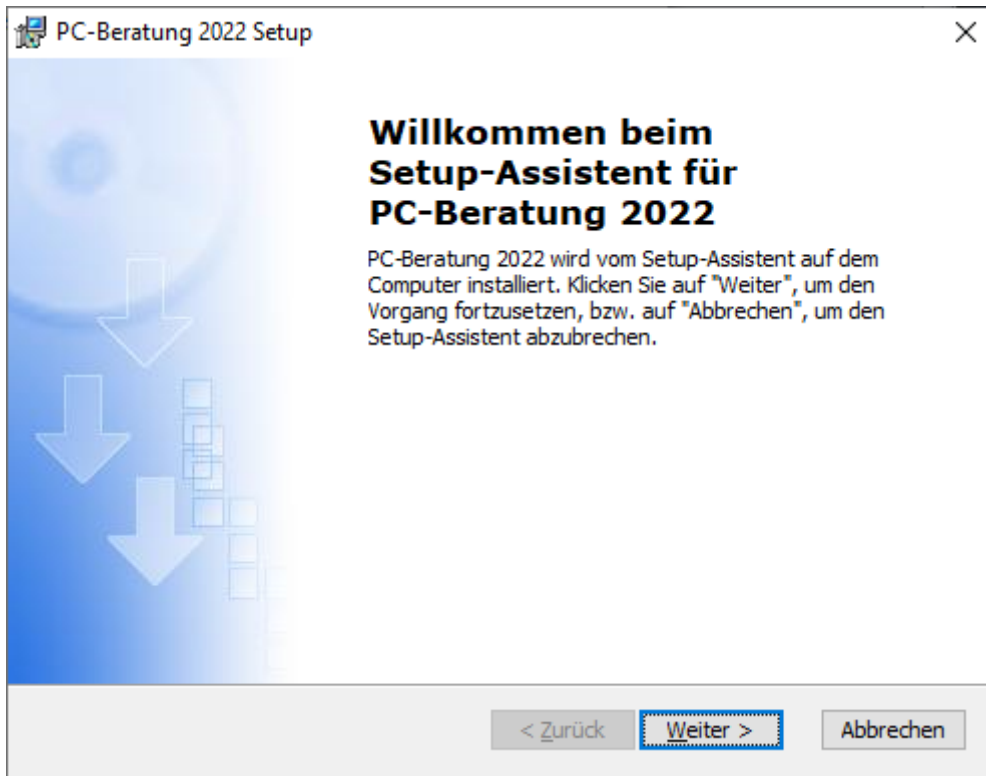 PC-Beratung 2022 Setup
Willkommen beim
Setup-Assistent für
PC-Beratung 2022
PC-Beratung 2022 wird vom Setup-Assistent auf dem
Computer installiert. Klicken Sie auf "Weiter", um den
Vorgang fortzusetzen, bzw. auf "Abbrechen", um den
Setup-Assistent abzubrechen.
< Zurück Weiter > Abbrechen